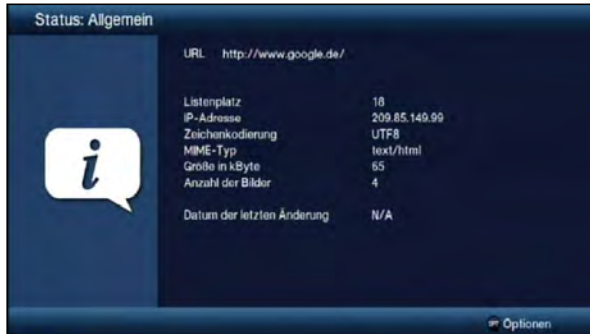 Status: Allgemein
URL http://www.google.de/
Listenplatz 18
IP-Adresse 209.85.149.99
Zeichenkodierung UTF8
MIME-Typ text/html
Größe in kByte 65
Anzahl der Bilder 4
Datum der letzten Änderung N/A
OPT Optionen